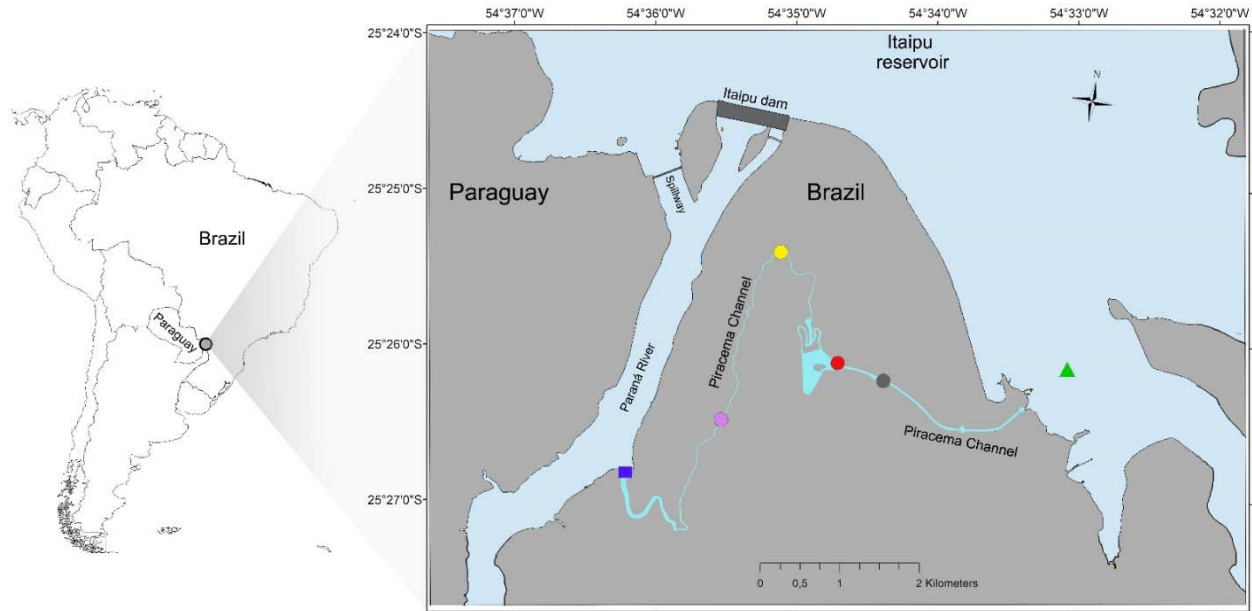 54°37'0"W 54°36'0"W 54°35'0"W 54°34'0"W 54°33'0"W 54°32'0"W
25°24'0"S
25°25'0"S
25°26'0"S
25°27'0"S
Brazil
Paraguay
Itaipu
reservoir
N
Itaipu dam
Spillway
Paraguay
Brazil
Paraná River
Piracema Channel
Piracema Channel
0 0,5 1 2 Kilometers